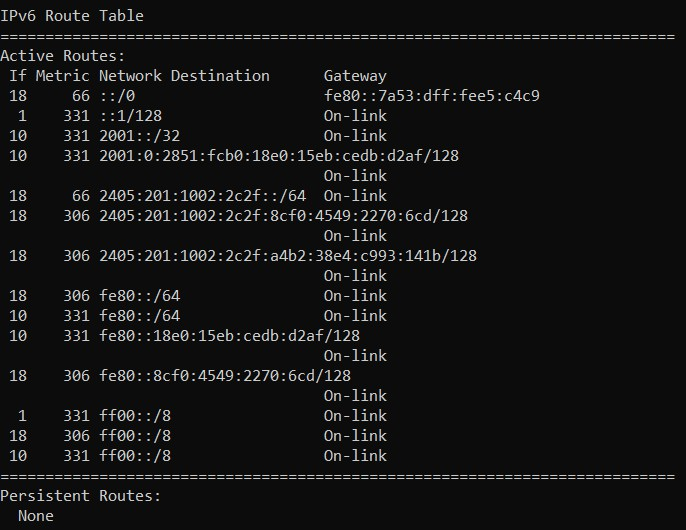 IPv6 Route Table
===========================================================================
Active Routes:
 If Metric Network Destination      Gateway
 18     66 ::/0                     fe80::7a53:dff:fee5:c4c9
  1    331 ::1/128                  On-link
 10    331 2001::/32                On-link
 10    331 2001:0:2851:fcb0:18e0:15eb:cedb:d2af/128
                                    On-link
 18     66 2405:201:1002:2c2f::/64  On-link
 18    306 2405:201:1002:2c2f:8cf0:4549:2270:6cd/128
                                    On-link
 18    306 2405:201:1002:2c2f:a4b2:38e4:c993:141b/128
                                    On-link
 18    306 fe80::/64                On-link
 10    331 fe80::/64                On-link
 10    331 fe80::18e0:15eb:cedb:d2af/128
                                    On-link
 18    306 fe80::8cf0:4549:2270:6cd/128
                                    On-link
  1    331 ff00::/8                 On-link
 18    306 ff00::/8                 On-link
 10    331 ff00::/8                 On-link
===========================================================================
Persistent Routes:
  None